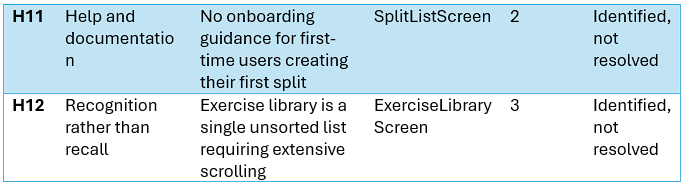 H11 Help and No onboarding SplitListScreen 2 Identified,
documentatio guidance for first- not
n time users creating resolved
their first split
H12 Recognition Exercise library is a ExerciseLibrary 3 Identified,
rather than single unsorted list Screen not
recall requiring extensive resolved
scrolling